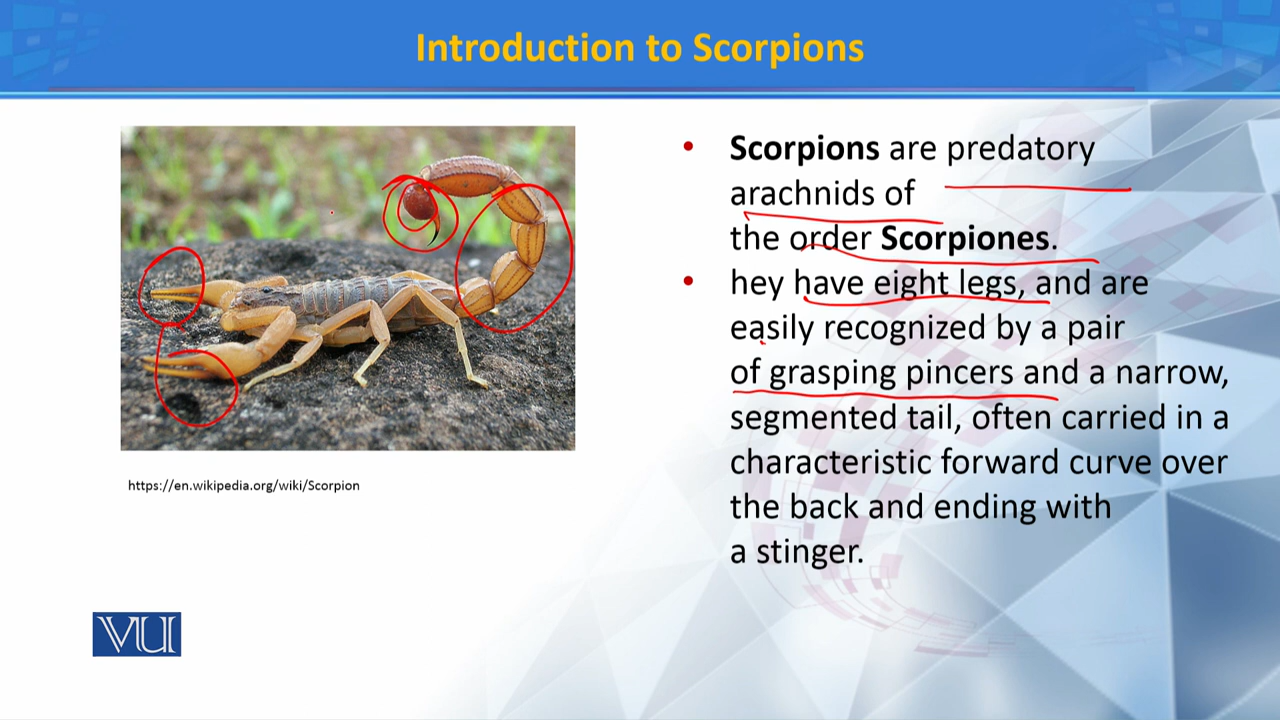 Introduction to Scorpions
Scorpions are predatory
arachnids of
the order Scorpiones.
hey have eight legs, and are
easily recognized by a pair
of grasping pincers and a narrow,
segmented tail, often carried in a
characteristic forward curve over
the back and ending with
a stinger.
https://en.wikipedia.org/wiki/Scorpion
VU